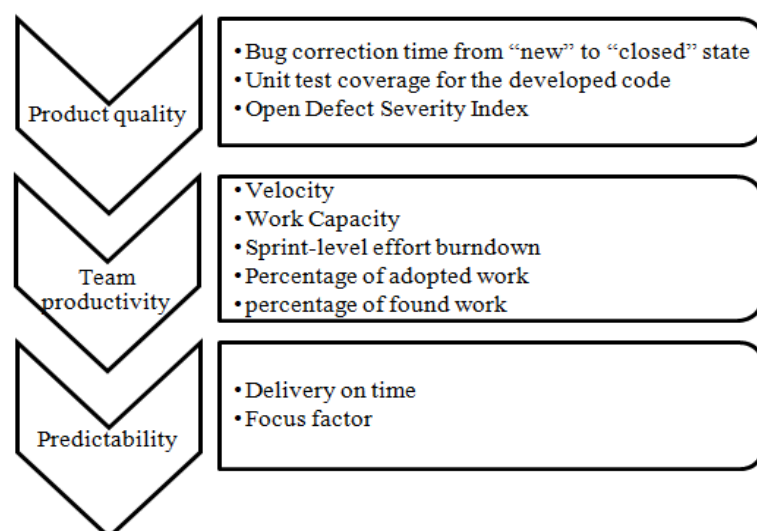 Product quality
• Bug correction time from “new” to “closed” state
• Unit test coverage for the developed code
• Open Defect Severity Index
Team
productivity
• Velocity
• Work Capacity
• Sprint-level effort burndown
• Percentage of adopted work
• percentage of found work
Predictability
• Delivery on time
• Focus factor